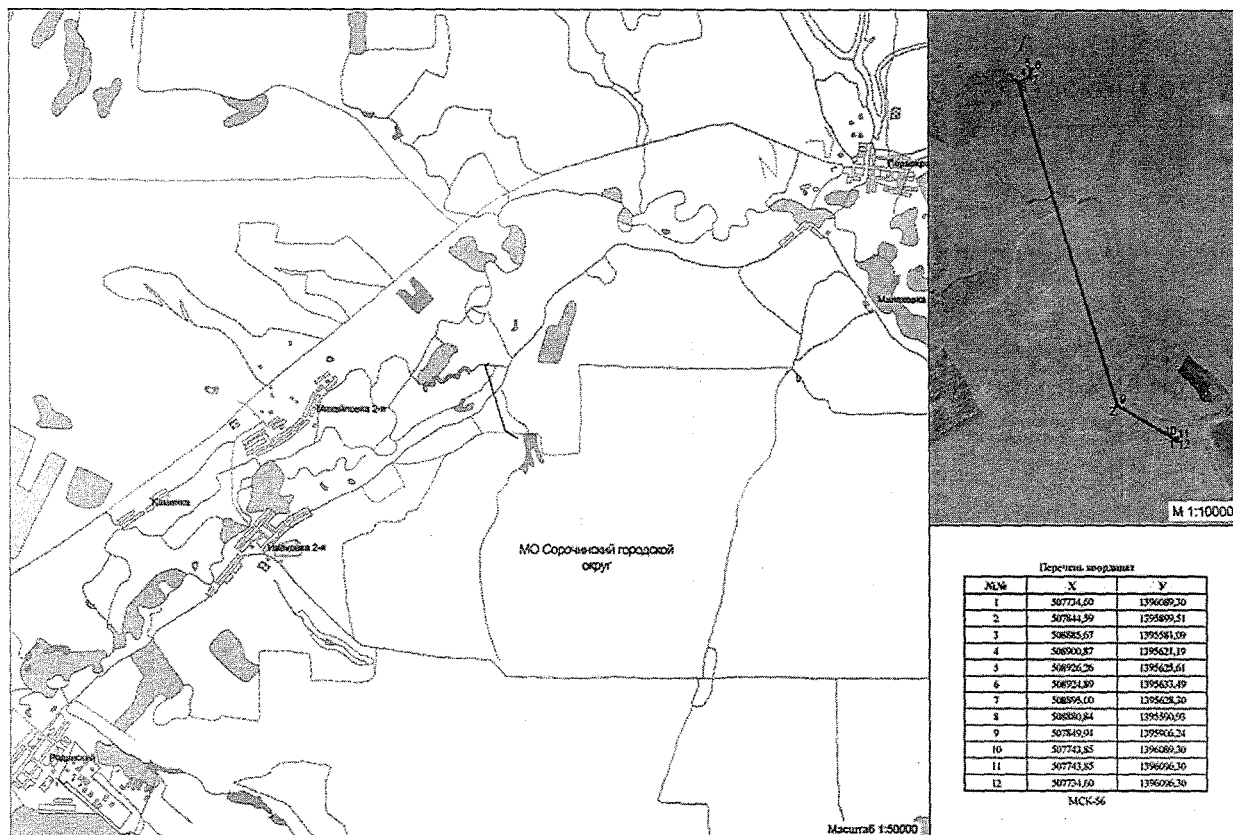 Михайловка 2-я
Каменка
Ивановка 2-я
Родинский
МО Сорочинский городской
округ
Масштаб 1:50000
2
9
М 1:10000
Перечень координат
№№ X У
1 507734,60 1396089,30
2 507844,59 1395899,51
3 508885,67 1395581,09
4 508900,87 1395621,19
5 508926,26 1395625,61
6 508924,89 1395633,49
7 508895,00 1395628,30
8 508880,84 1395590,93
9 507849,91 1395906,24
10 507743,85 1396089,30
11 507743,85 1396096,30
12 507734,60 1396096,30
МСК-56